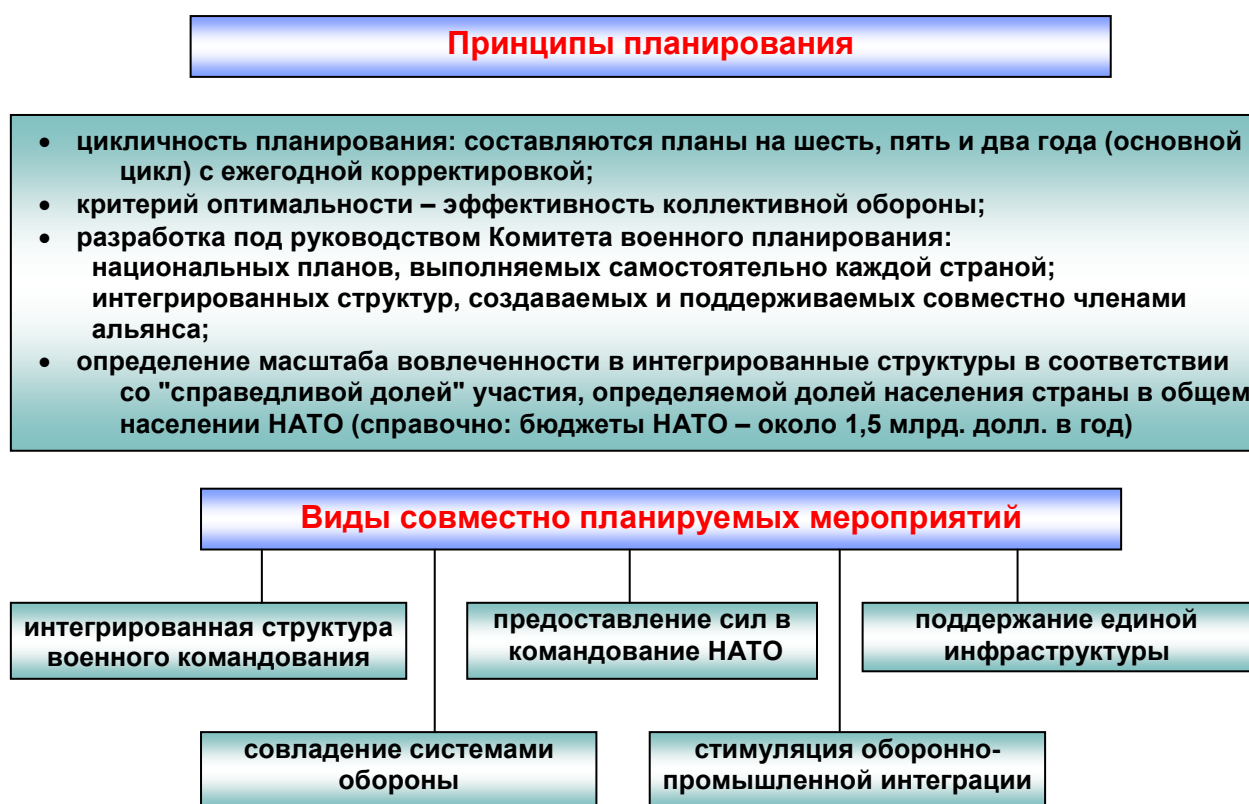 Принципы планирования
• цикличность планирования: составляются планы на шесть, пять и два года (основной
цикл) с ежегодной корректировкой;
• критерий оптимальности – эффективность коллективной обороны;
• разработка под руководством Комитета военного планирования:
национальных планов, выполняемых самостоятельно каждой страной;
интегрированных структур, создаваемых и поддерживаемых совместно членами
альянса;
• определение масштаба вовлеченности в интегрированные структуры в соответствии
со "справедливой долей" участия, определяемой долей населения страны в общем
населении НАТО (справочно: бюджеты НАТО – около 1,5 млрд. долл. в год)
Виды совместно планируемых мероприятий
интегрированная структура
военного командования
предоставление сил в
командование НАТО
поддержание единой
инфраструктуры
совладение системами
обороны
стимуляция оборонно-
промышленной интеграции